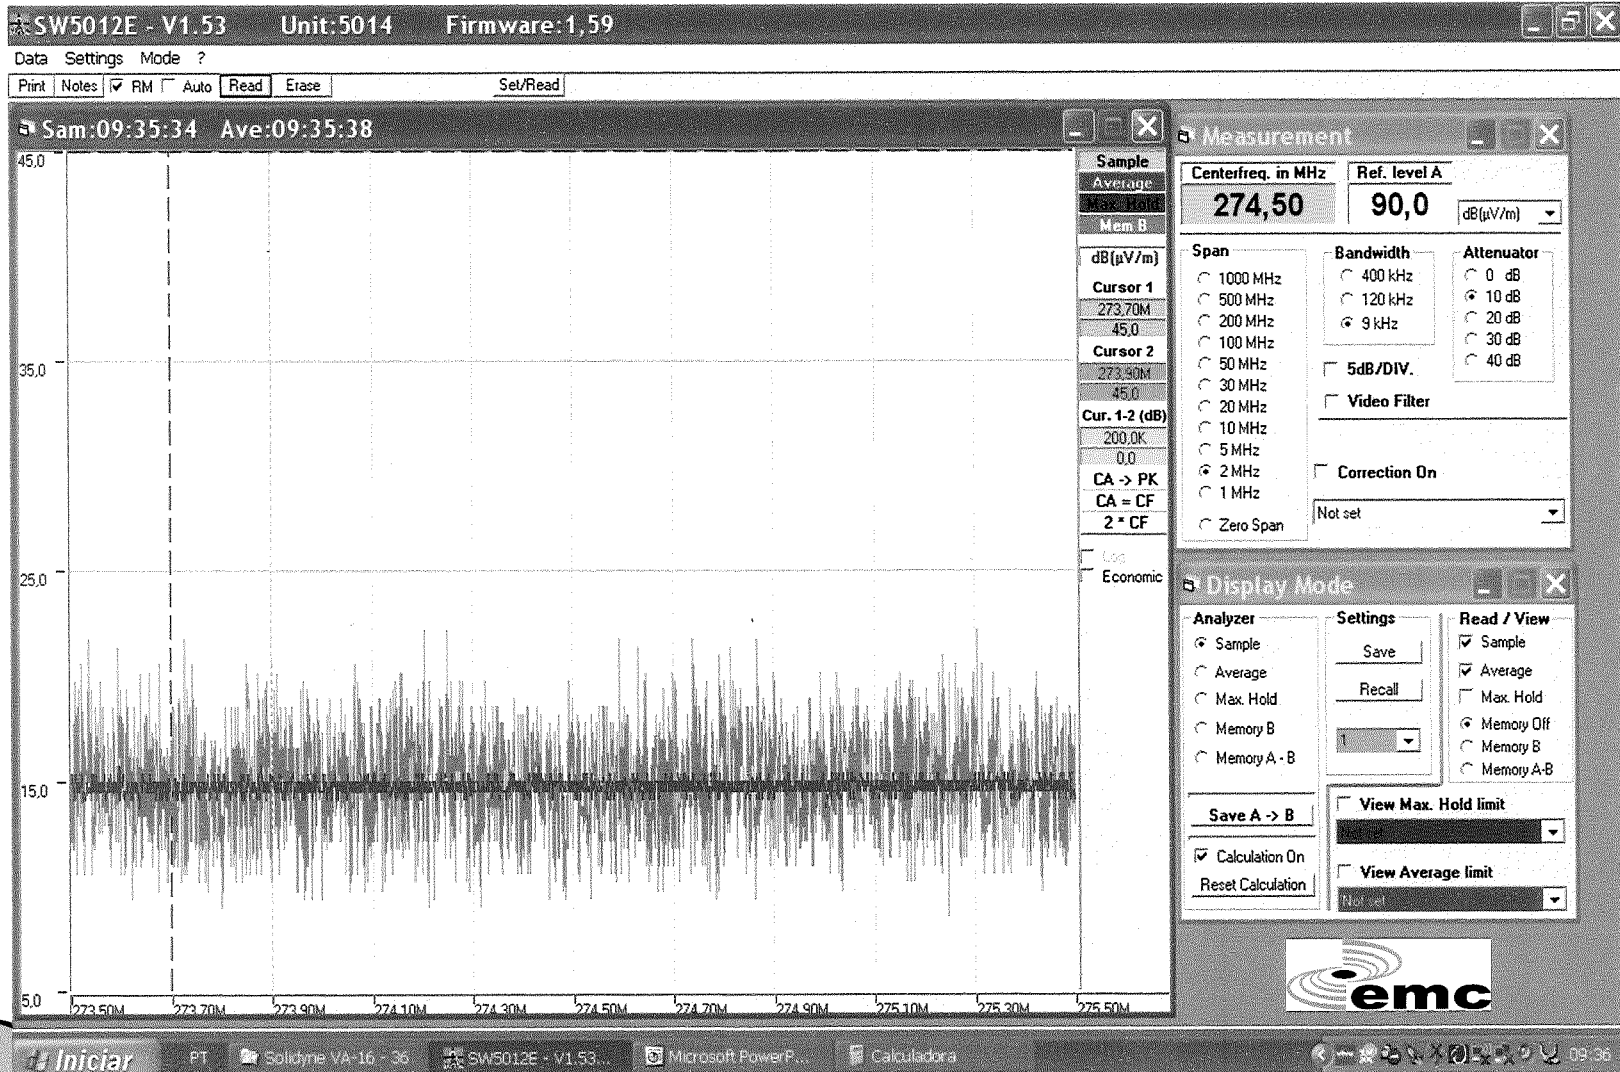 SW5012E - V1.53 Unit:5014 Firmware:1,59
Data Settings Mode ?
Print Notes RM Auto Read Erase Set/Read
Sam:09:35:34 Ave:09:35:38
45,0
35,0
25,0
15,0
5,0
273.50M 273.70M 273.90M 274.10M 274.30M 274.50M 274.70M 274.90M 275.10M 275.30M 275.50M
Sample
Average
Max. Hold
Mem B
dB(µV/m)
Cursor 1
273,70M
45,0
Cursor 2
273,90M
45,0
Cur. 1-2 (dB)
200,0K
0,0
CA -> PK
CA = CF
2 * CF
Log
Economic
Measurement
Centerfreq. in MHz Ref. level A
274,50 90,0 dB(µV/m)
Span
1000 MHz
500 MHz
200 MHz
100 MHz
50 MHz
30 MHz
20 MHz
10 MHz
5 MHz
2 MHz
1 MHz
Zero Span
Bandwidth
400 kHz
120 kHz
9 kHz
5dB/DIV.
Video Filter
Attenuator
0 dB
10 dB
20 dB
30 dB
40 dB
Correction On
Not set
Display Mode
Analyzer
Sample
Average
Max. Hold
Memory B
Memory A - B
Save A -> B
Calculation On
Reset Calculation
Settings
Save
Recall
1
Read / View
Sample
Average
Max. Hold
Memory Off
Memory B
Memory A-B
View Max. Hold limit
Not set
View Average limit
Not set
emc
Iniciar PT Solidyne VA-16 - 36 SW5012E - V1.53... Microsoft PowerP... Calculadora 09:36